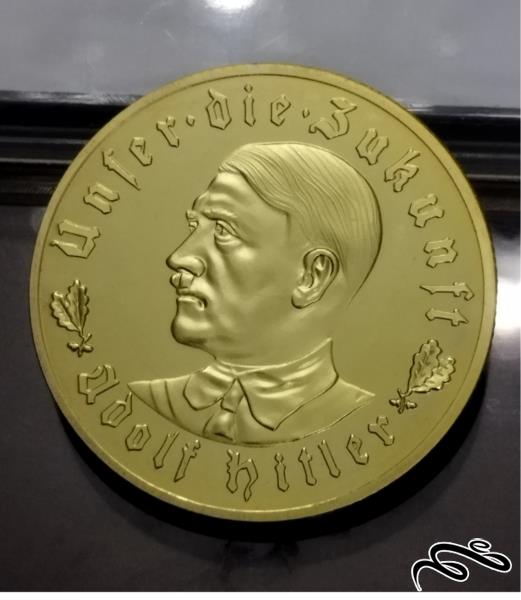 Unser · die · Zukunft
Adolf Hitler